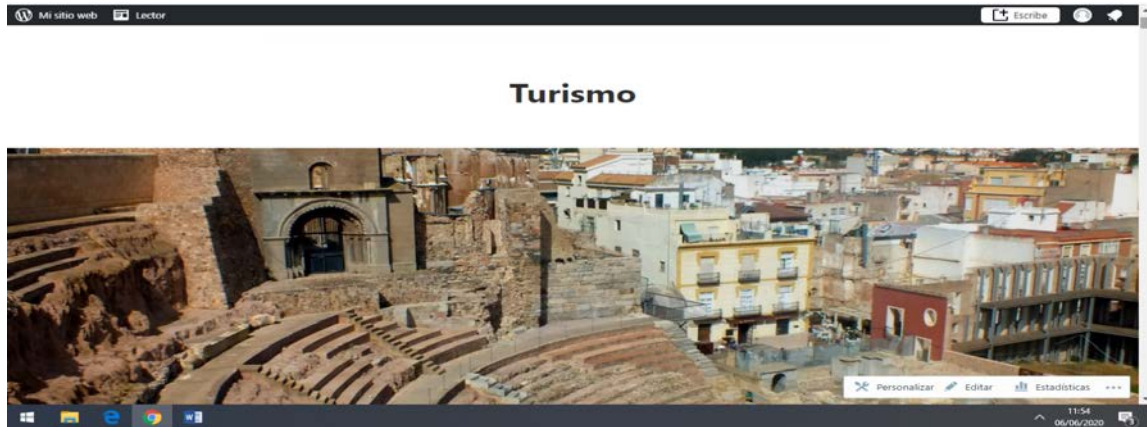 Mi sitio web Lector Escribe
Turismo
Personalizar Editar Estadísticas
11:54
06/06/2020